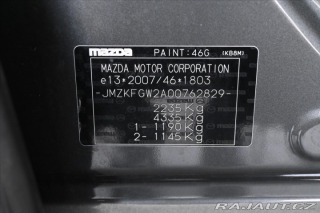 mazda PAINT:46G (KB8M)
MAZDA MOTOR CORPORATION
e13*2007/46*1803
-JMZKFGW2A00762829-
2235 Kg
4335 Kg
1- 1190 Kg
2- 1145 Kg
RAJAUT.CZ